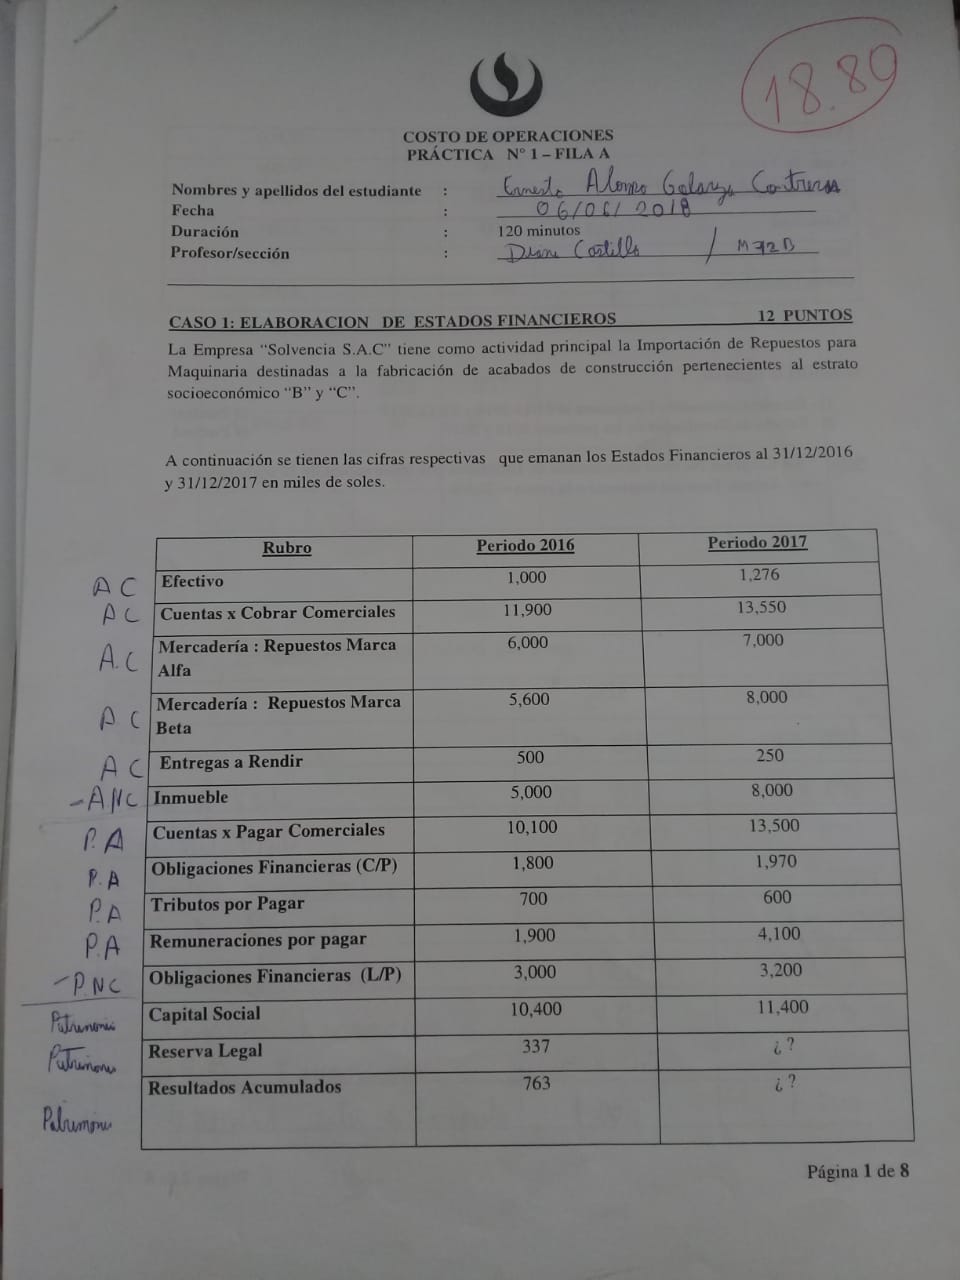 18.80
COSTO DE OPERACIONES
PRÁCTICA N° 1 – FILA A
Nombres y apellidos del estudiante : Ernesto Alonso Contreras
Fecha : 06/06/2018
Duración : 120 minutos
Profesor/sección : Castillo / M72B
CASO 1: ELABORACION DE ESTADOS FINANCIEROS 12 PUNTOS
La Empresa “Solvencia S.A.C” tiene como actividad principal la Importación de Repuestos para
Maquinaria destinadas a la fabricación de acabados de construcción pertenecientes al estrato
socioeconómico “B” y “C”.
A continuación se tienen las cifras respectivas que emanan los Estados Financieros al 31/12/2016
y 31/12/2017 en miles de soles.
Rubro Periodo 2016 Periodo 2017
AC Efectivo 1,000 1,276
AC Cuentas x Cobrar Comerciales 11,900 13,550
A.C Mercadería : Repuestos Marca 6,000 7,000
Alfa
AC Mercadería : Repuestos Marca 5,600 8,000
Beta
AC Entregas a Rendir 500 250
-ANC Inmueble 5,000 8,000
P.A Cuentas x Pagar Comerciales 10,100 13,500
P.A Obligaciones Financieras (C/P) 1,800 1,970
P.A Tributos por Pagar 700 600
P.A Remuneraciones por pagar 1,900 4,100
-P.NC Obligaciones Financieras (L/P) 3,000 3,200
Patrimonio Capital Social 10,400 11,400
Patrimonio Reserva Legal 337 ¿ ?
Patrimonio Resultados Acumulados 763 ¿ ?
Página 1 de 8